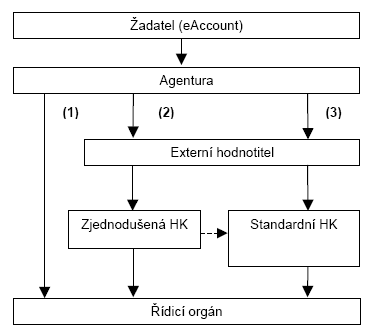 Žadatel (eAccount)
Agentura
(1)
(2)
(3)
Externí hodnotitel
Zjednodušená HK
Standardní HK
Řídicí orgán